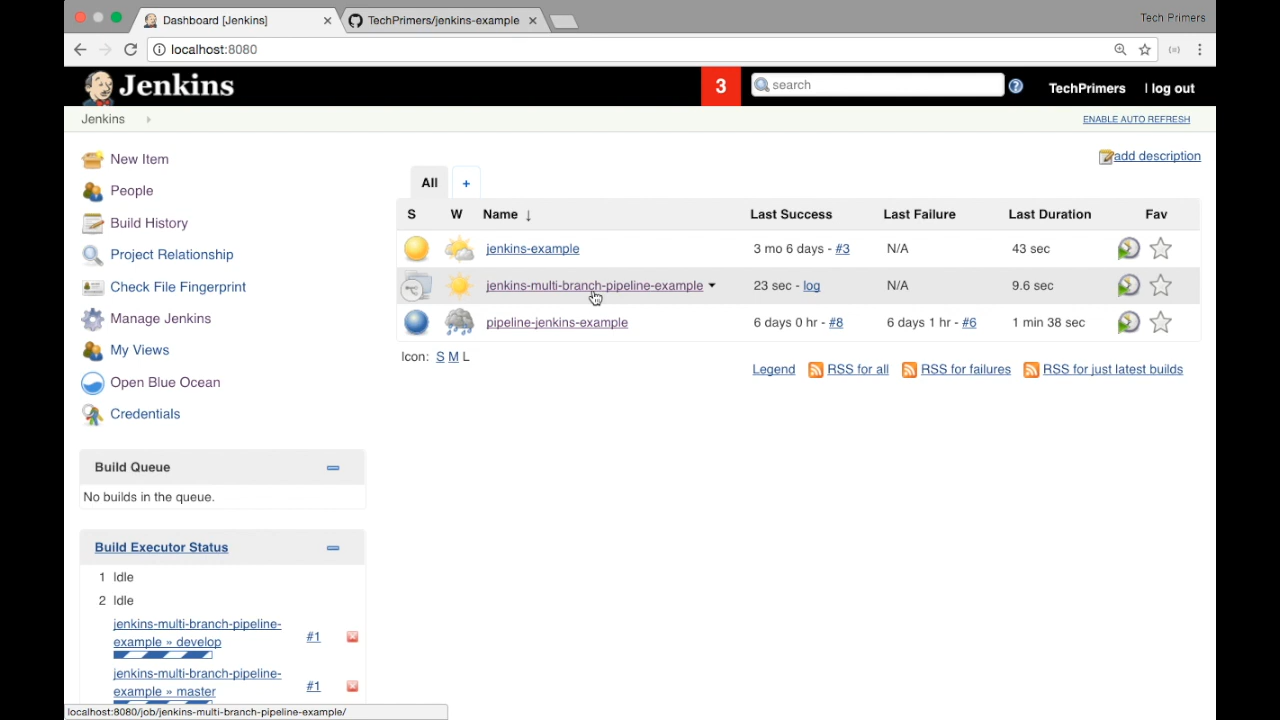 Dashboard [Jenkins]
TechPrimers/jenkins-example
Tech Primers
localhost:8080
Jenkins
3
search
TechPrimers
| log out
Jenkins
ENABLE AUTO REFRESH
New Item
People
Build History
Project Relationship
Check File Fingerprint
Manage Jenkins
My Views
Open Blue Ocean
Credentials
add description
All +
S W Name ↓ Last Success Last Failure Last Duration Fav
jenkins-example 3 mo 6 days - #3 N/A 43 sec
jenkins-multi-branch-pipeline-example 23 sec - log N/A 9.6 sec
pipeline-jenkins-example 6 days 0 hr - #8 6 days 1 hr - #6 1 min 38 sec
Icon: S M L
Legend RSS for all RSS for failures RSS for just latest builds
Build Queue
No builds in the queue.
Build Executor Status
1 Idle
2 Idle
jenkins-multi-branch-pipeline-
example » develop #1
jenkins-multi-branch-pipeline-
example » master #1
localhost:8080/job/jenkins-multi-branch-pipeline-example/